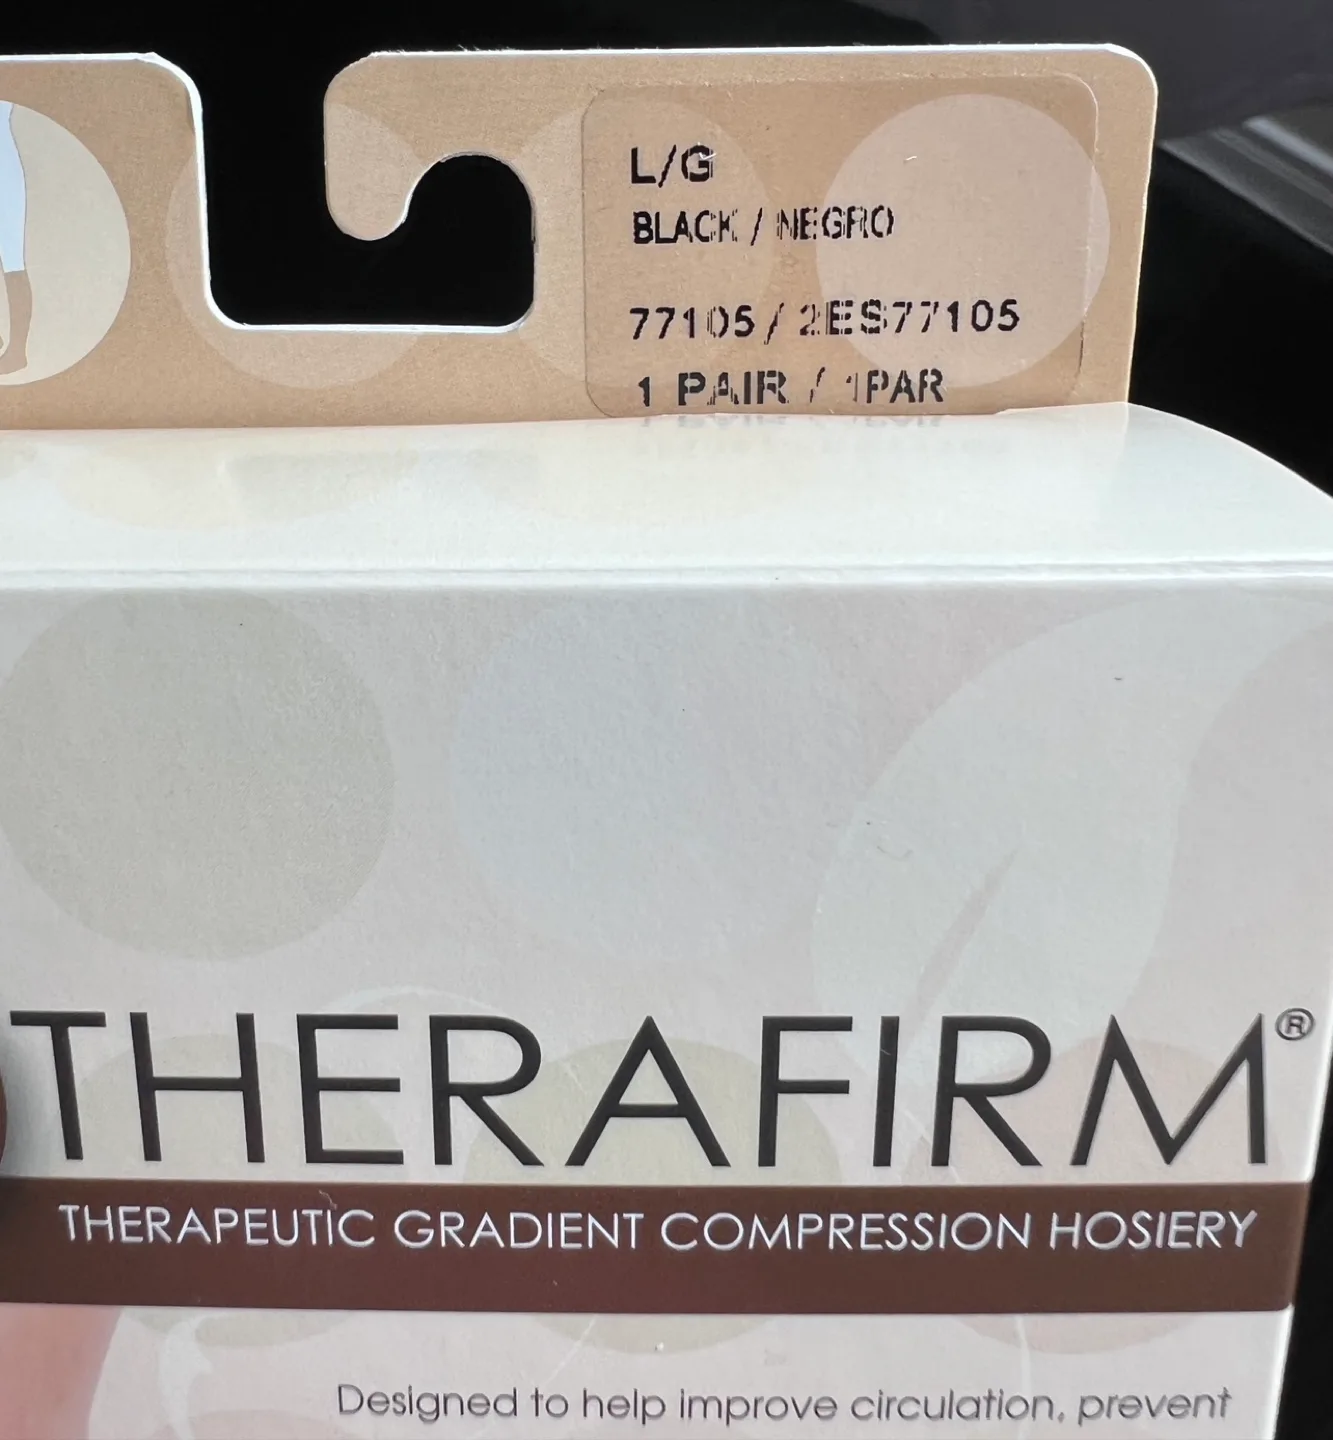 L/G
BLACK / NEGRO
77105 / 2ES77105
1 PAIR / 1PAR
THERAFIRM®
THERAPEUTIC GRADIENT COMPRESSION HOSIERY
Designed to help improve circulation, prevent